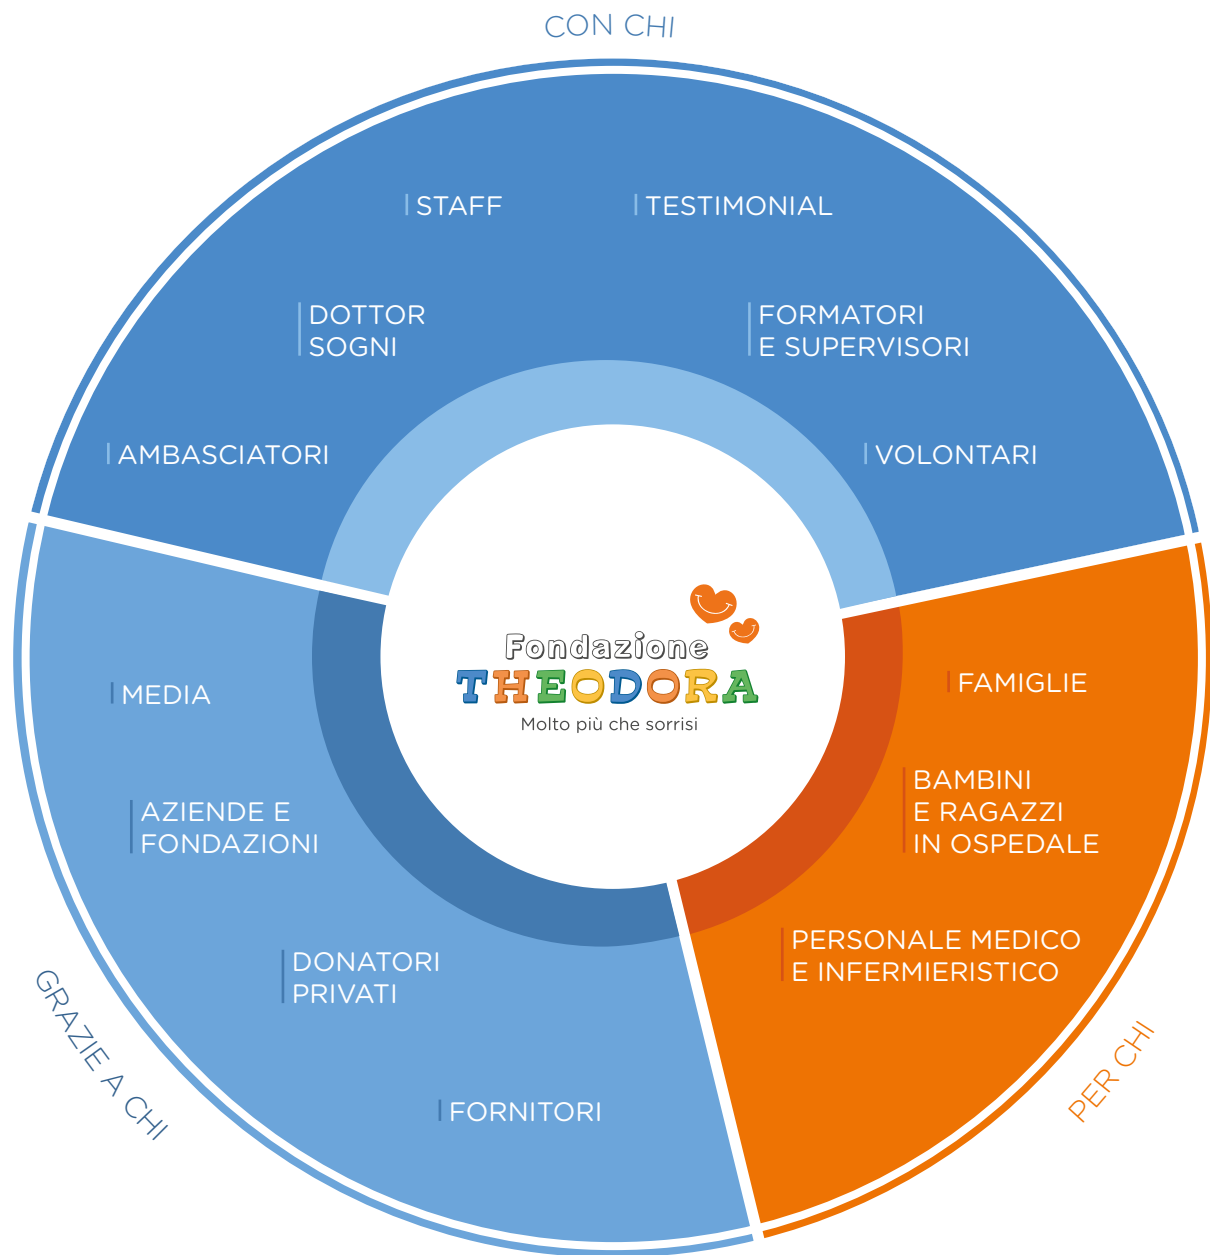 CON CHI
STAFF
TESTIMONIAL
DOTTOR
SOGNI
FORMATORI
E SUPERVISORI
AMBASCIATORI
VOLONTARI
Fondazione
THEODORA
Molto più che sorrisi
MEDIA
AZIENDE E
FONDAZIONI
DONATORI
PRIVATI
FORNITORI
GRAZIE A CHI
FAMIGLIE
BAMBINI
E RAGAZZI
IN OSPEDALE
PERSONALE MEDICO
E INFERMIERISTICO
PER CHI